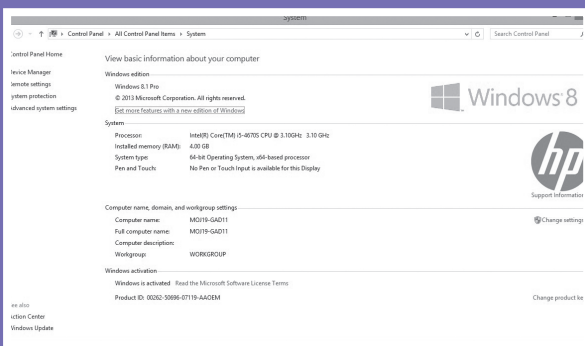 System
Control Panel ▸ All Control Panel Items ▸ System
Search Control Panel
Control Panel Home
Device Manager
Remote settings
System protection
Advanced system settings
View basic information about your computer
Windows edition
Windows 8.1 Pro
© 2013 Microsoft Corporation. All rights reserved.
Get more features with a new edition of Windows
Windows 8
System
Processor: Intel(R) Core(TM) i5-4670S CPU @ 3.10GHz 3.10 GHz
Installed memory (RAM): 4.00 GB
System type: 64-bit Operating System, x64-based processor
Pen and Touch: No Pen or Touch Input is available for this Display
hp
Support Information
Computer name, domain, and workgroup settings
Computer name: MOJ19-GAD11
Change settings
Full computer name: MOJ19-GAD11
Computer description:
Workgroup: WORKGROUP
Windows activation
Windows is activated Read the Microsoft Software License Terms
Product ID: 00262-50696-07119-AAOEM
Change product ke
ee also
ction Center
Windows Update